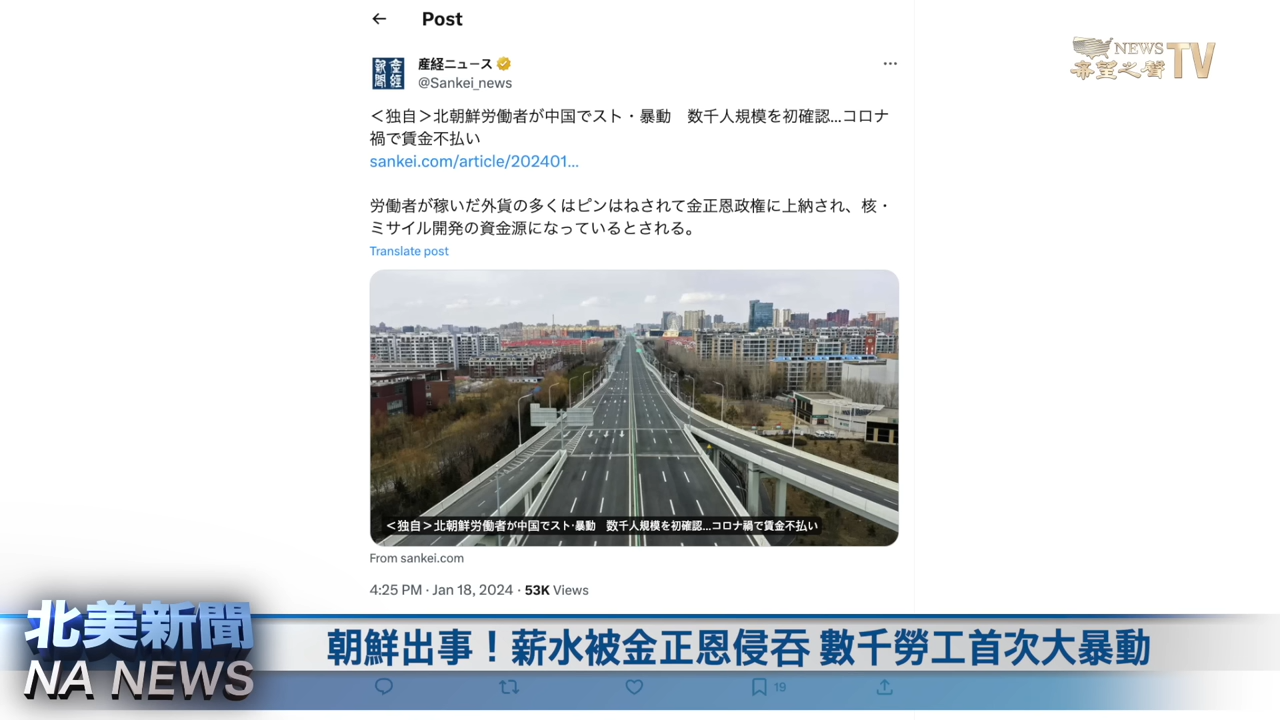 Post
NEWS
希望之聲TV
産経ニュース
@Sankei_news
産經新聞
＜独自＞北朝鮮労働者が中国でスト・暴動　数千人規模を初確認...コロナ
禍で賃金不払い
sankei.com/article/202401...
労働者が稼いだ外貨の多くはピンはねされて金正恩政権に上納され、核・
ミサイル開発の資金源になっているとされる。
Translate post
＜独自＞北朝鮮労働者が中国でスト・暴動　数千人規模を初確認...コロナ禍で賃金不払い
From sankei.com
4:25 PM · Jan 18, 2024 · 53K Views
北美新聞
NA NEWS
朝鮮出事！薪水被金正恩侵吞 數千勞工首次大暴動
19